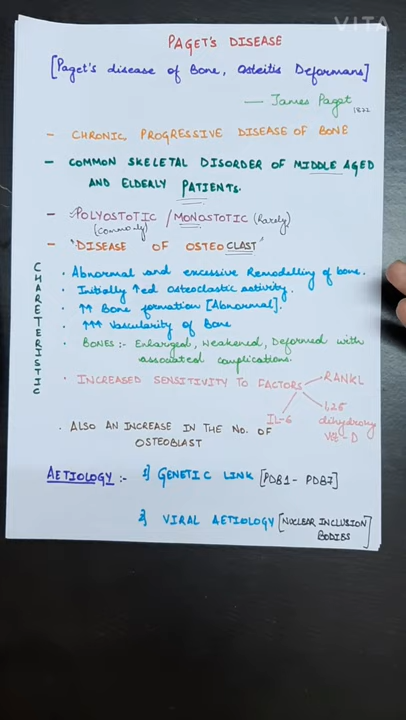 VITA
PAGET'S DISEASE
[Paget's disease of Bone, Osteitis Deformans]
— James Paget
1822
- CHRONIC PROGRESSIVE DISEASE OF BONE
- COMMON SKELETAL DISORDER OF MIDDLE AGED
AND ELDERLY PATIENTS.
- POLYOSTOTIC / MONOSTOTIC (Rarely)
(commonly)
- "DISEASE OF OSTEOCLAST"
CHARETERISTIC
· Abnormal and excessive Remodelling of bone.
· Initially ↑ed osteoclastic activity.
· ↑↑ Bone formation [Abnormal].
· ↑↑↑ Vascularity of Bone
· BONES :- Enlarged, Weakened, Deformed with
associated complications.
· INCREASED SENSITIVITY TO FACTORS RANKL
IL-6
1,25
dihydroxy
Vit-D
· ALSO AN INCREASE IN THE NO. OF
OSTEOBLAST
AETIOLOGY :- 1) GENETIC LINK [PDB1 - PDB7]
2) VIRAL AETIOLOGY [NUCLEAR INCLUSION
BODIES]